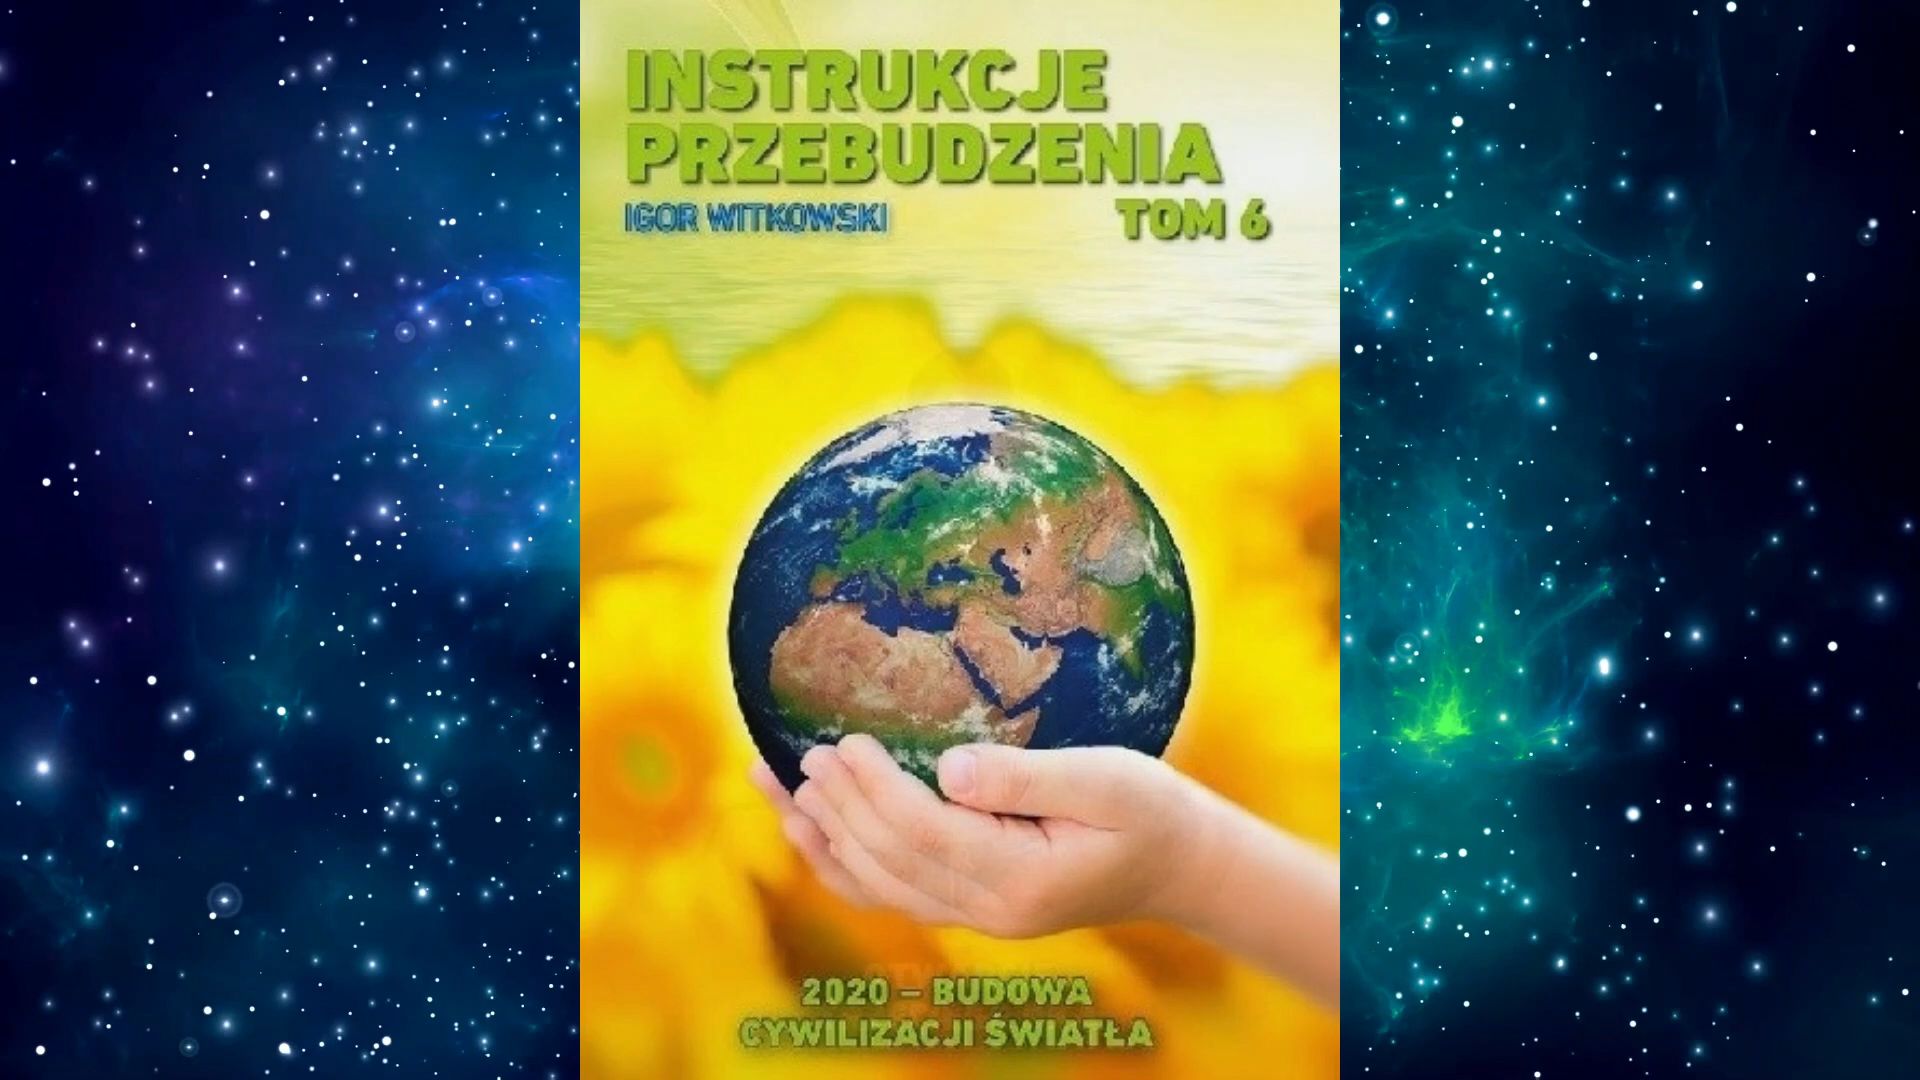 INSTRUKCJE
PRZEBUDZENIA
IGOR WITKOWSKI
TOM 6
2020 – BUDOWA
CYWILIZACJI ŚWIATŁA